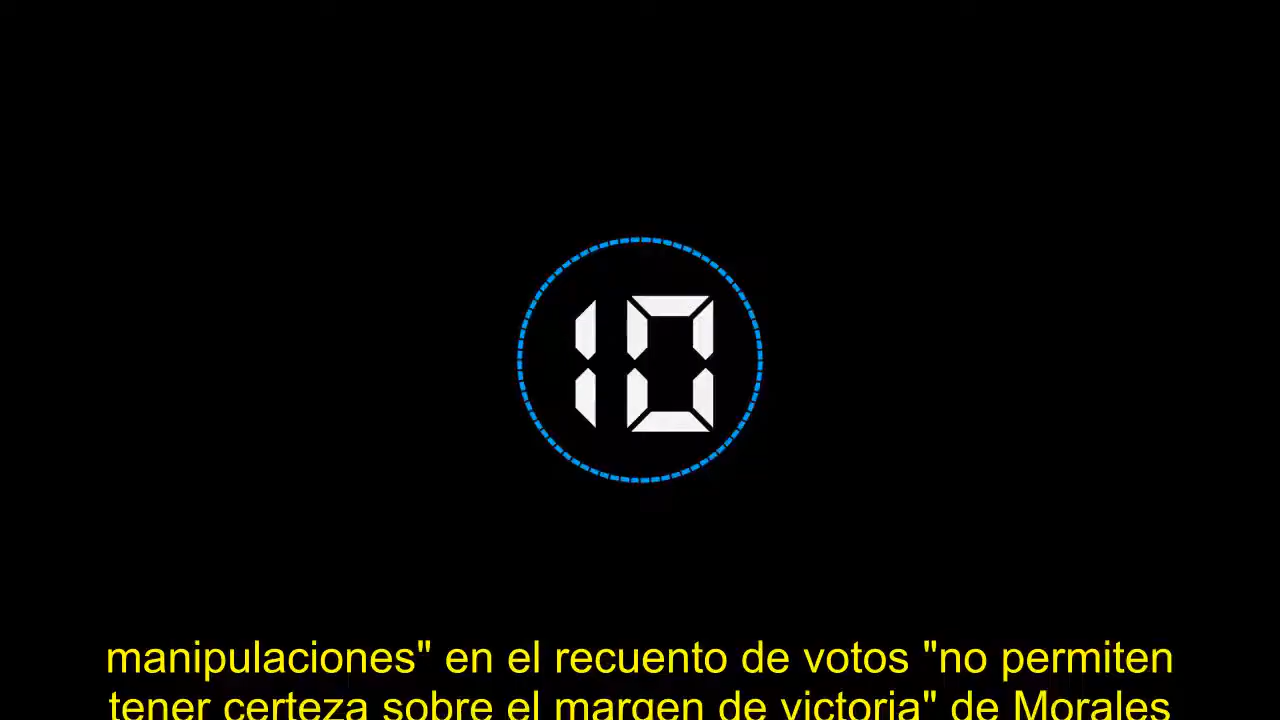 10
manipulaciones" en el recuento de votos "no permiten
tener certeza sobre el margen de victoria" de Morales